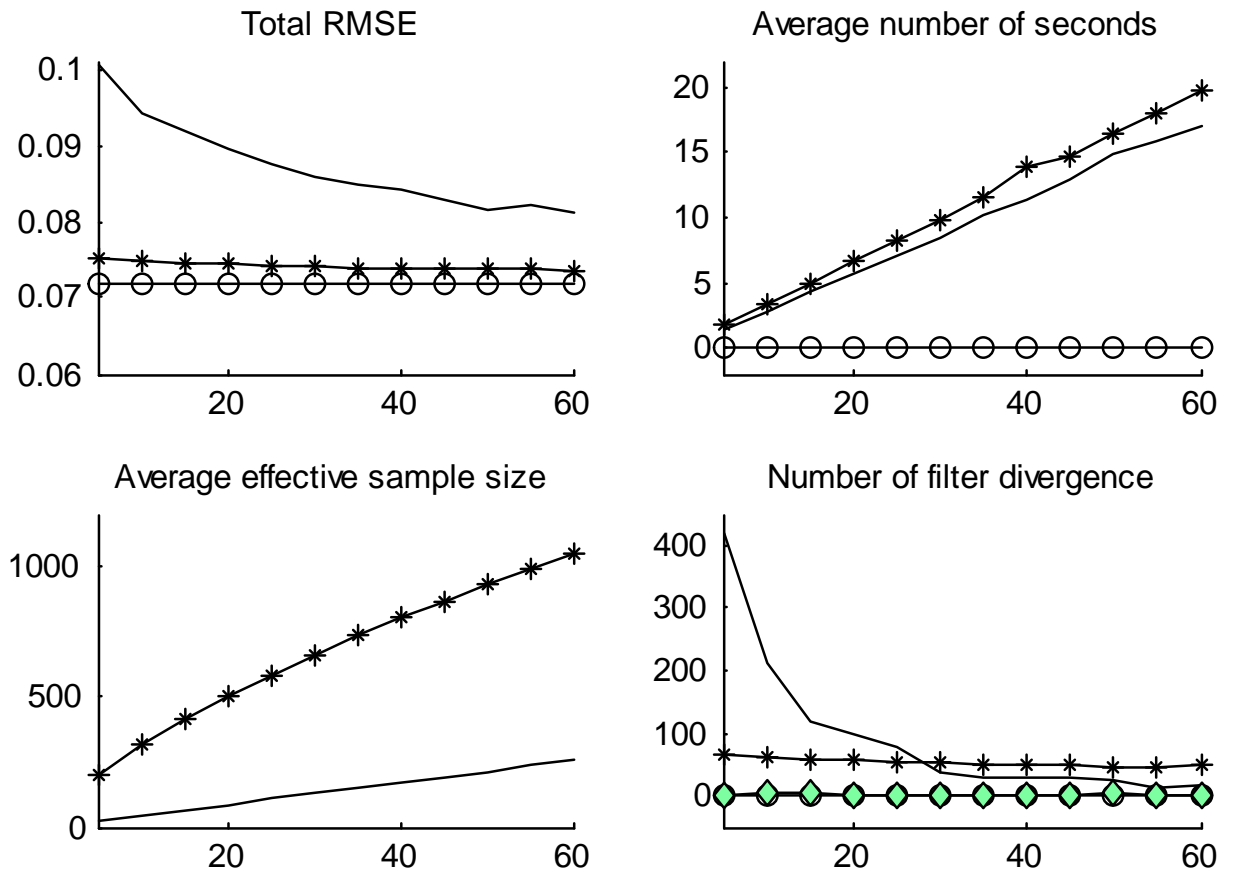 Total RMSE
0.1
0.09
0.08
0.07
0.06
20 40 60
Average number of seconds
20
15
10
5
0
20 40 60
Average effective sample size
1000
500
0
20 40 60
Number of filter divergence
400
300
200
100
0
20 40 60